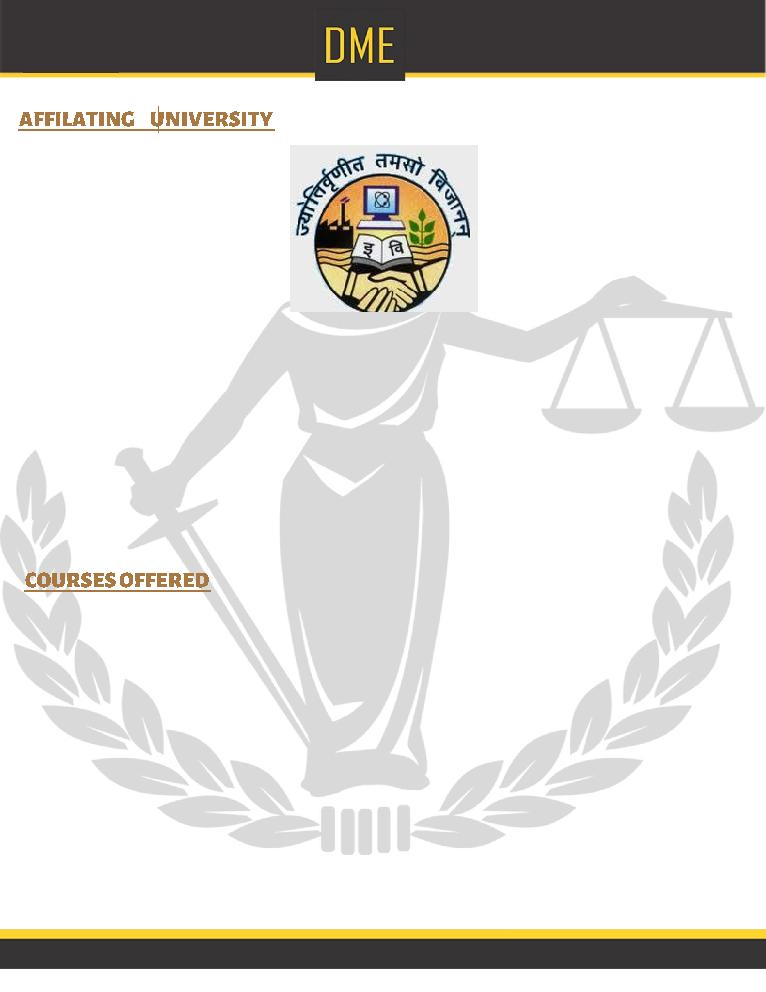 DME
AFFILATING UNIVERSITY
ज्योतिर्वृणीत तमसो विजानन्
इ वि
COURSES OFFERED